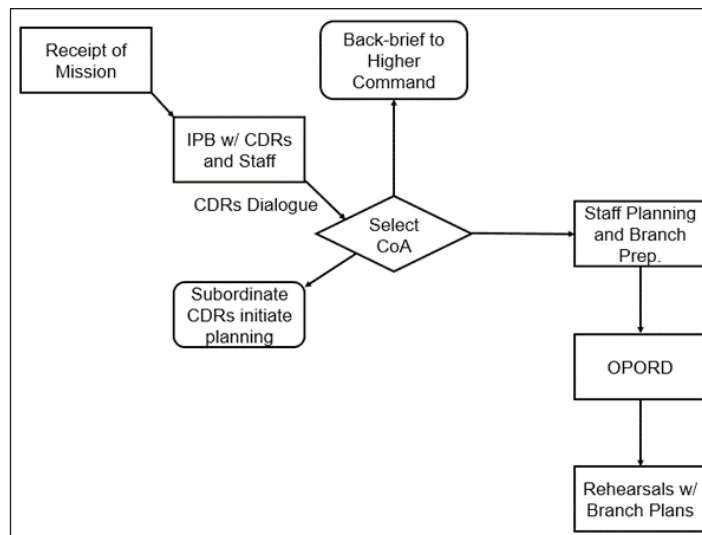 Receipt of
Mission
Back-brief to
Higher
Command
IPB w/ CDRs
and Staff
CDRs Dialogue
Select
CoA
Staff Planning
and Branch
Prep.
Subordinate
CDRs initiate
planning
OPORD
Rehearsals w/
Branch Plans